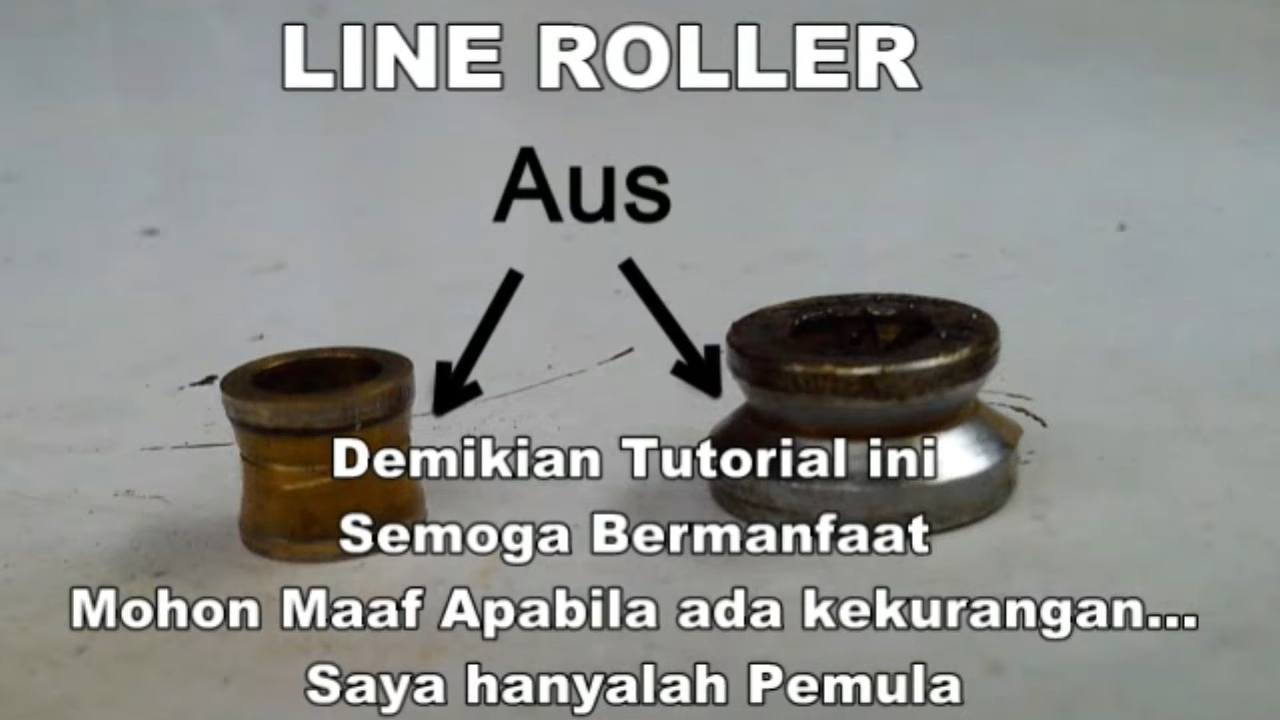 LINE ROLLER
Aus
Demikian Tutorial ini
Semoga Bermanfaat
Mohon Maaf Apabila ada kekurangan...
Saya hanyalah Pemula